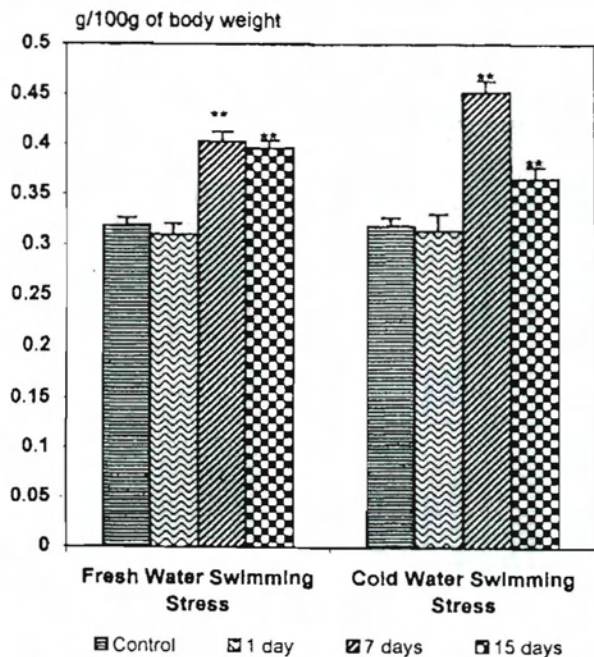 g/100g of body weight
0.5
0.45
0.4
0.35
0.3
0.25
0.2
0.15
0.1
0.05
0
** ** ** **
Fresh Water Swimming Stress
Cold Water Swimming Stress
Control 1 day 7 days 15 days